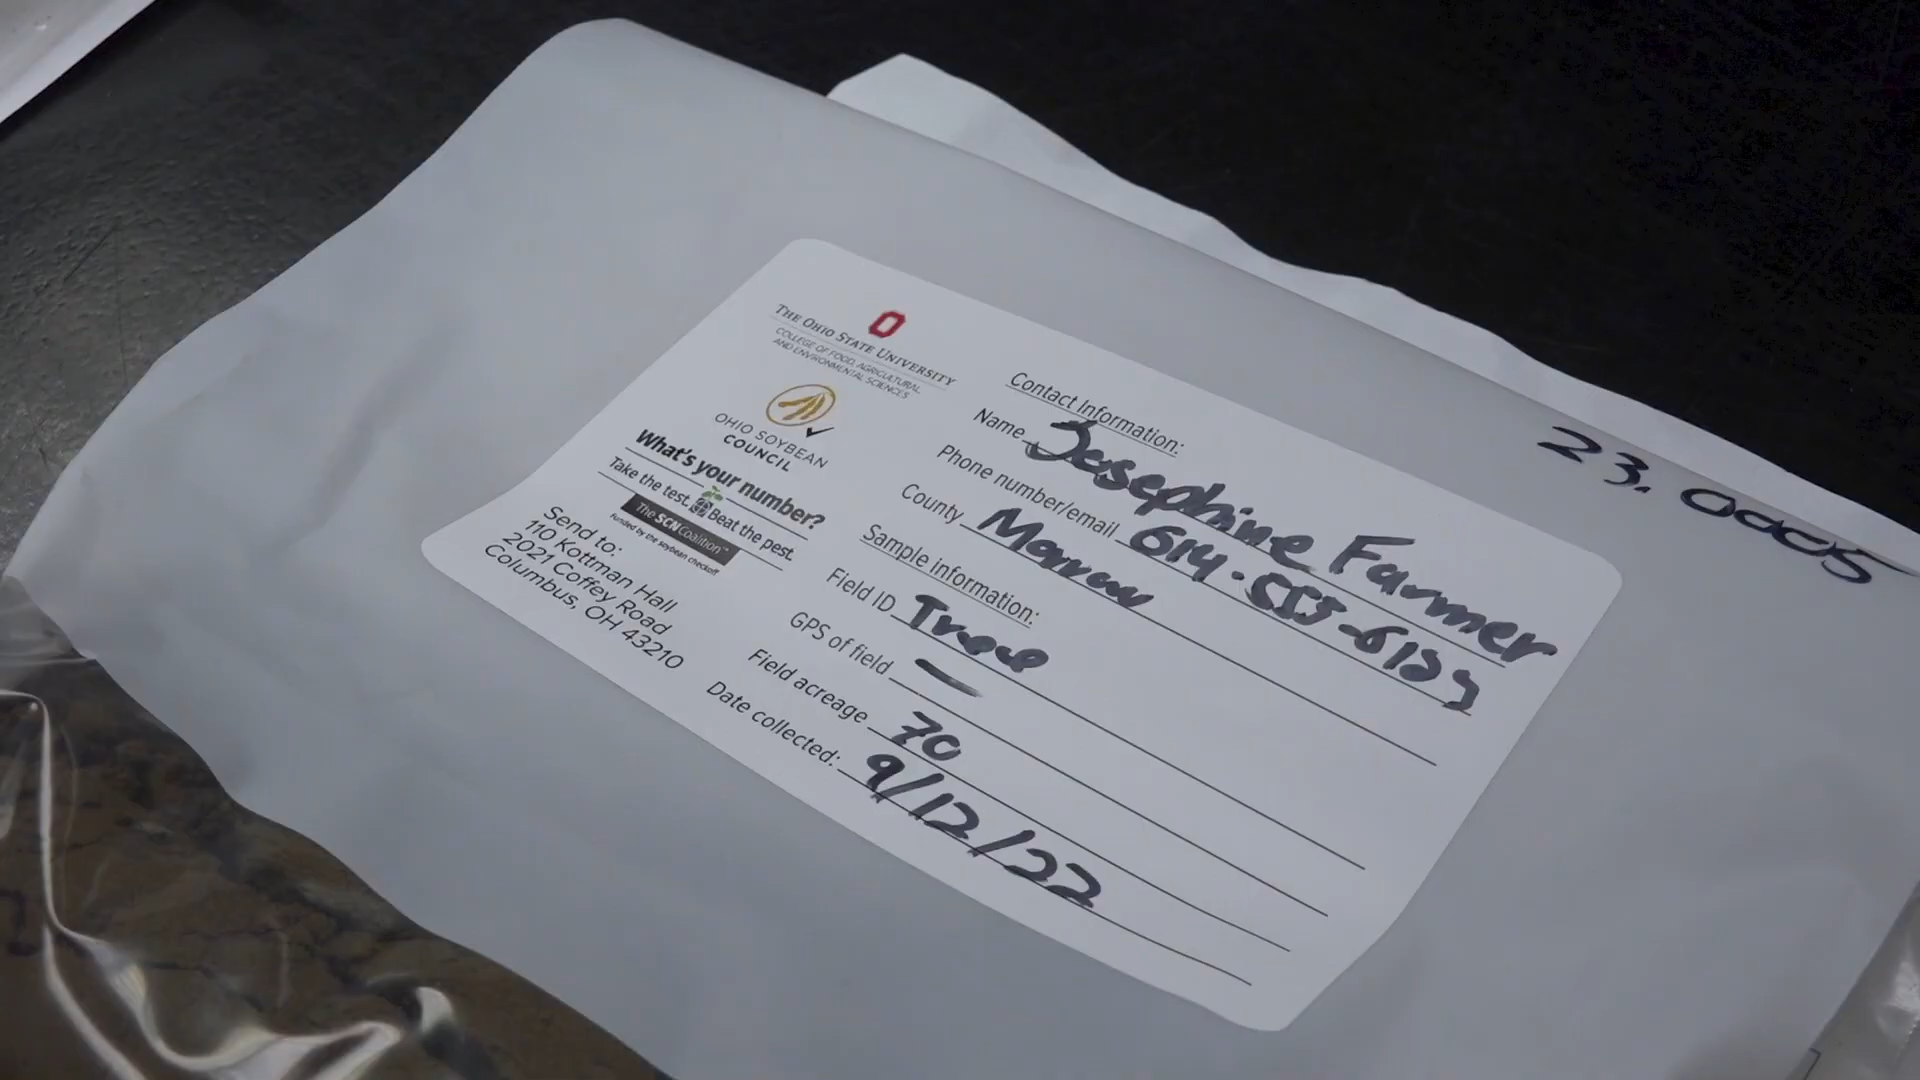 O
THE OHIO STATE UNIVERSITY
COLLEGE OF FOOD, AGRICULTURAL,
AND ENVIRONMENTAL SCIENCES
OHIO SOYBEAN
COUNCIL
What's your number?
Take the test. Beat the pest.
The SCN Coalition™
Funded by the soybean checkoff
Send to:
110 Kottman Hall
2021 Coffey Road
Columbus, OH 43210
Contact Information:
Name Josephine Farmer
Phone number/email 614-555-6123
County Morrow
Sample information:
Field ID
GPS of field —
Field acreage 70
Date collected: 9/12/22
23.0005